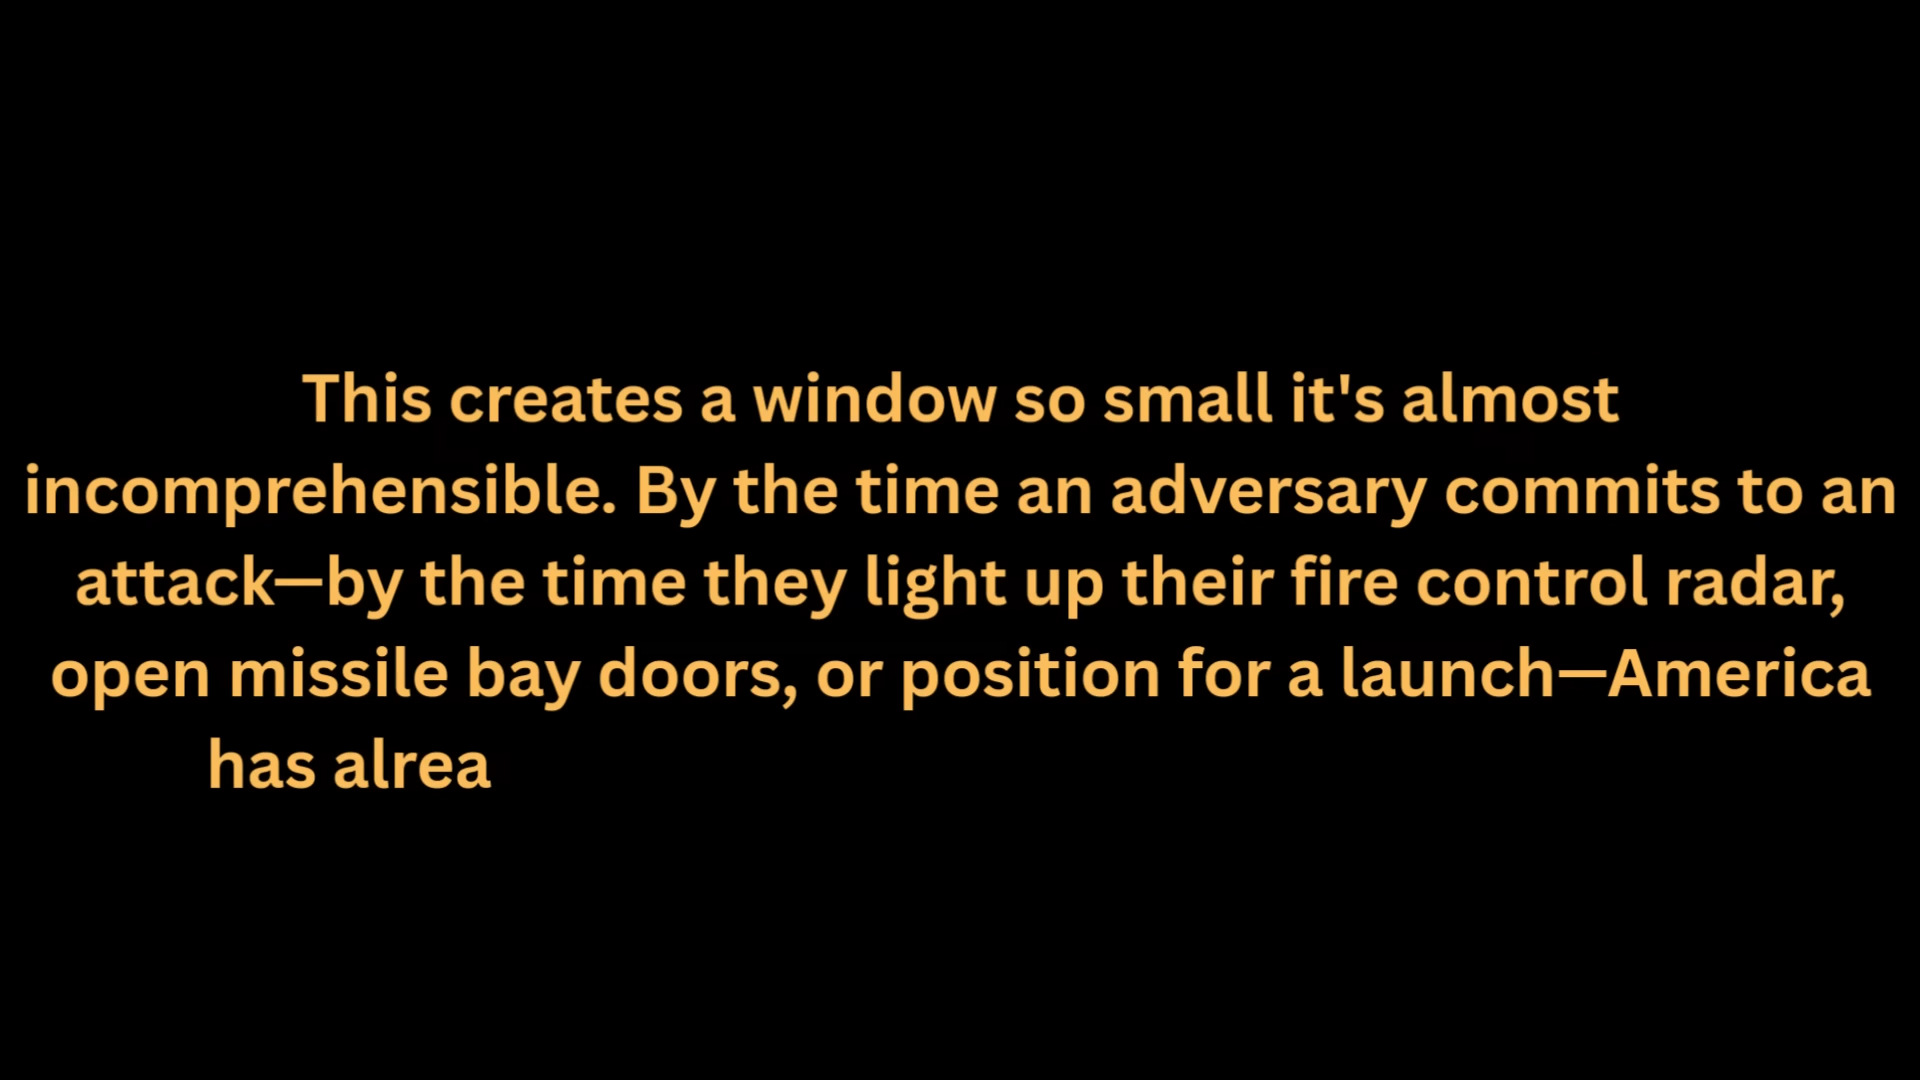 This creates a window so small it's almost
incomprehensible. By the time an adversary commits to an
attack—by the time they light up their fire control radar,
open missile bay doors, or position for a launch—America
has alrea